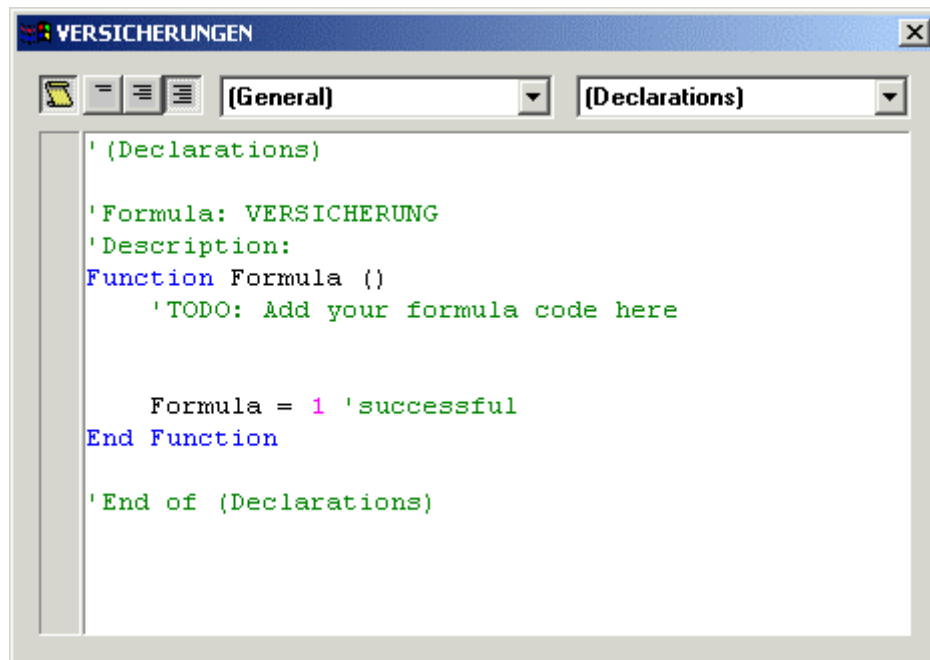 VERSICHERUNGEN
(General) (Declarations)
' (Declarations)
'Formula: VERSICHERUNG
'Description:
Function Formula ()
'TODO: Add your formula code here
Formula = 1 'successful
End Function
'End of (Declarations)